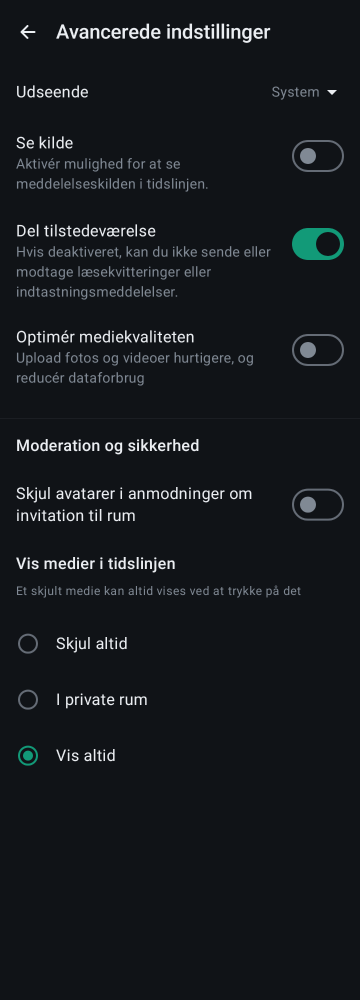 Avancerede indstillinger
Udseende
System
Se kilde
Aktivér mulighed for at se
meddelelseskilden i tidslinjen.
Del tilstedeværelse
Hvis deaktiveret, kan du ikke sende eller
modtage læsekvitteringer eller
indtastningsmeddelelser.
Optimér mediekvaliteten
Upload fotos og videoer hurtigere, og
reducér dataforbrug
Moderation og sikkerhed
Skjul avatarer i anmodninger om
invitation til rum
Vis medier i tidslinjen
Et skjult medie kan altid vises ved at trykke på det
Skjul altid
I private rum
Vis altid